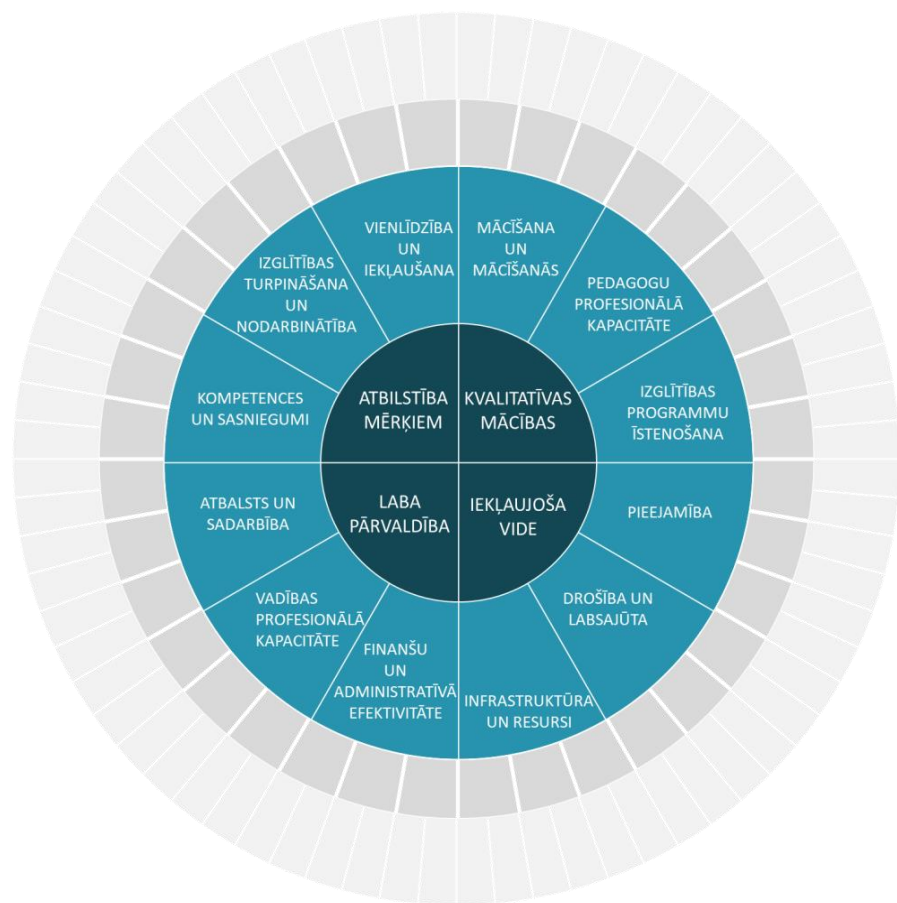 VIENLĪDZĪBA
UN
IEKĻAUŠANA
MĀCĪŠANA
UN
MĀCĪŠANĀS
IZGLĪTĪBAS
TURPINĀŠANA
UN
NODARBINĀTĪBA
PEDAGOGU
PROFESIONĀLĀ
KAPACITĀTE
KOMPETENCES
UN SASNIEGUMI
ATBILSTĪBA
MĒRĶIEM
KVALITATĪVAS
MĀCĪBAS
IZGLĪTĪBAS
PROGRAMMU
ĪSTENOŠANA
ATBALSTS UN
SADARBĪBA
LABA
PĀRVALDĪBA
IEKĻAUJOŠA
VIDE
PIEEJAMĪBA
VADĪBAS
PROFESIONĀLĀ
KAPACITĀTE
DROŠĪBA UN
LABSAJŪTA
FINANŠU
UN
ADMINISTRATĪVĀ
EFEKTIVITĀTE
INFRASTRUKTŪRA
UN RESURSI